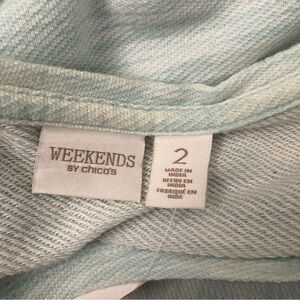 WEEKENDS
BY CHICO'S
2
MADE IN
INDIA
HECHO EN
INDIA
FABRIQUÉ EN
INDE